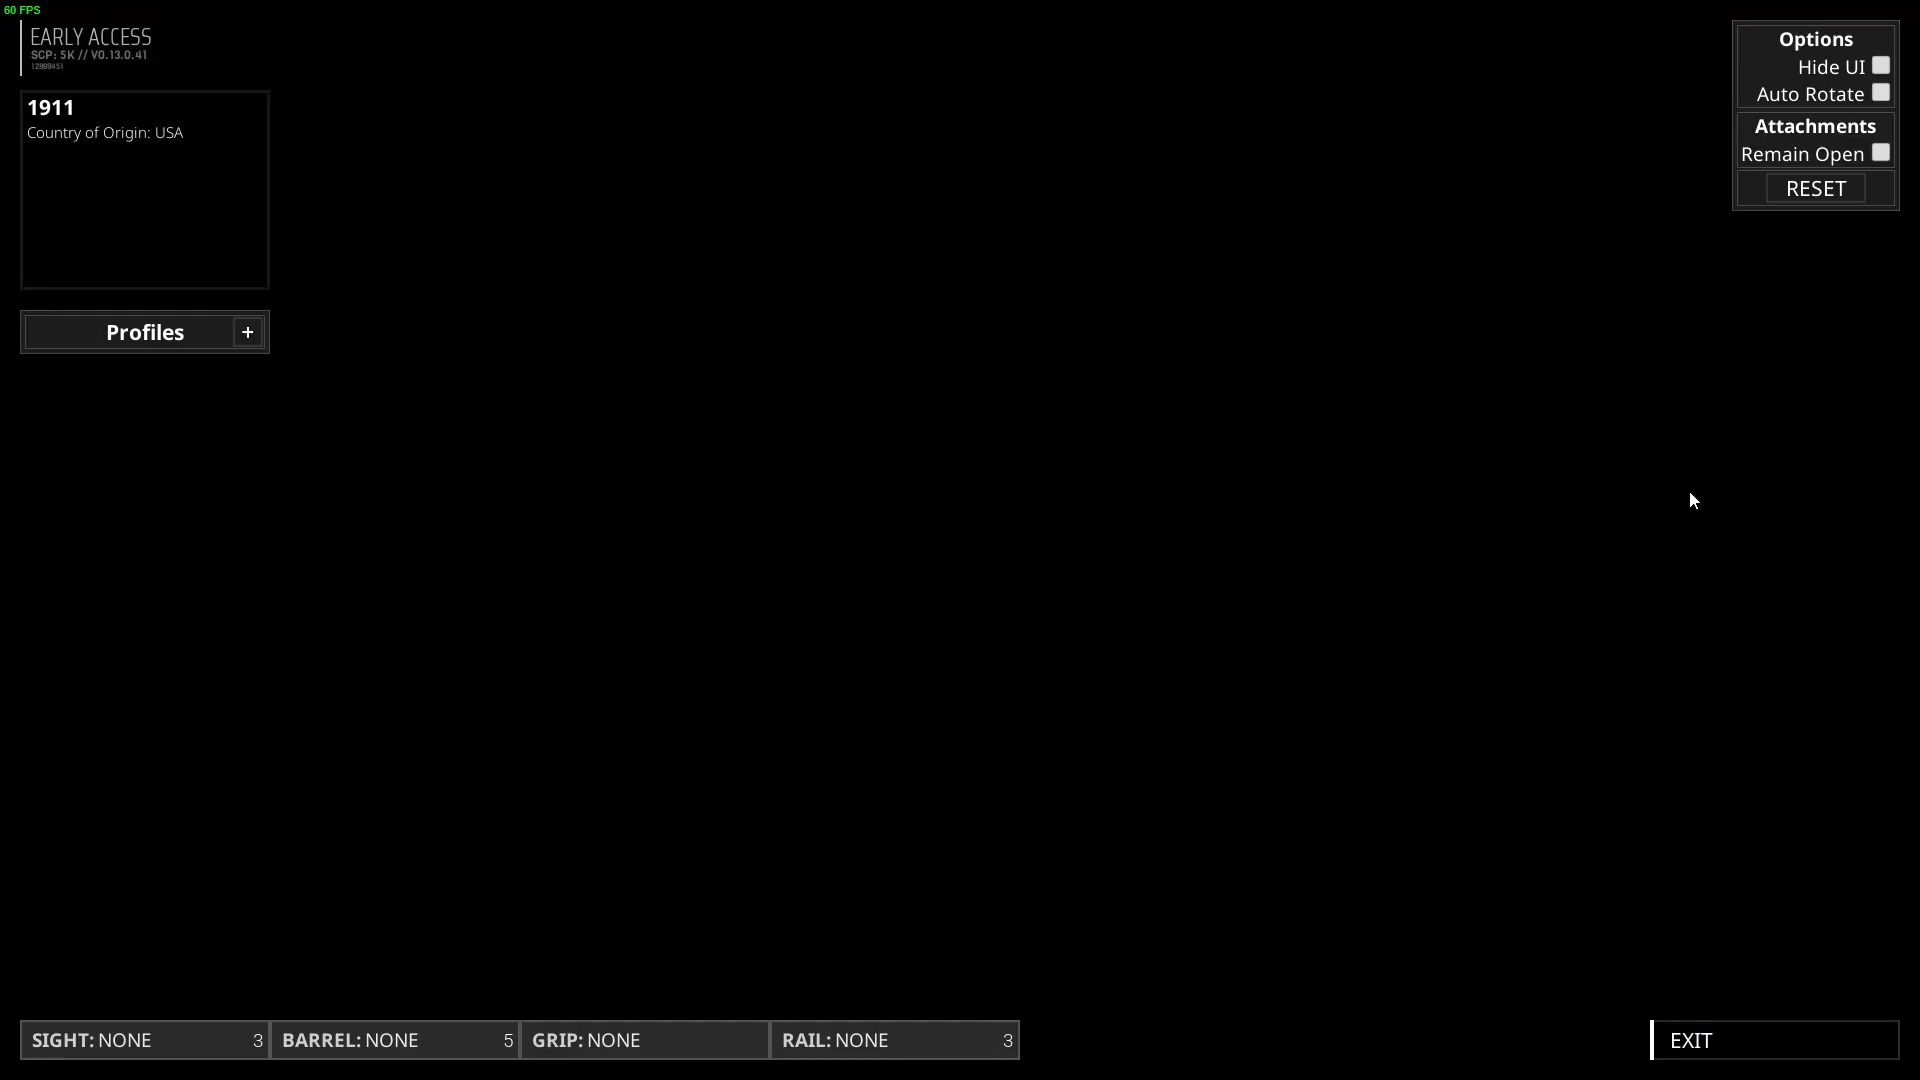 60 FPS
EARLY ACCESS
SCP: 5K // V0.13.0.41
12889451
1911
Country of Origin: USA
Profiles +
Options
Hide UI
Auto Rotate
Attachments
Remain Open
RESET
SIGHT: NONE 3
BARREL: NONE 5
GRIP: NONE
RAIL: NONE 3
EXIT